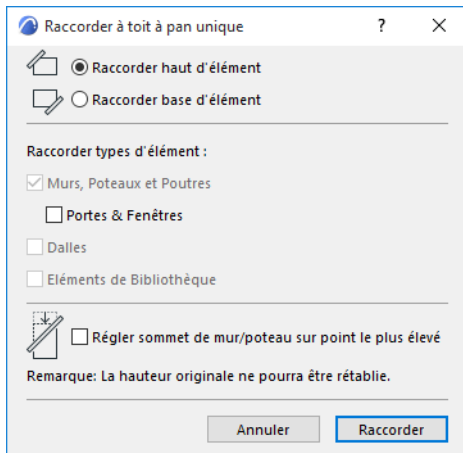 Raccorder à toit à pan unique
Raccorder haut d'élément
Raccorder base d'élément
Raccorder types d'élément :
Murs, Poteaux et Poutres
Portes & Fenêtres
Dalles
Eléments de Bibliothèque
Régler sommet de mur/poteau sur point le plus élevé
Remarque: La hauteur originale ne pourra être rétablie.
Annuler Raccorder